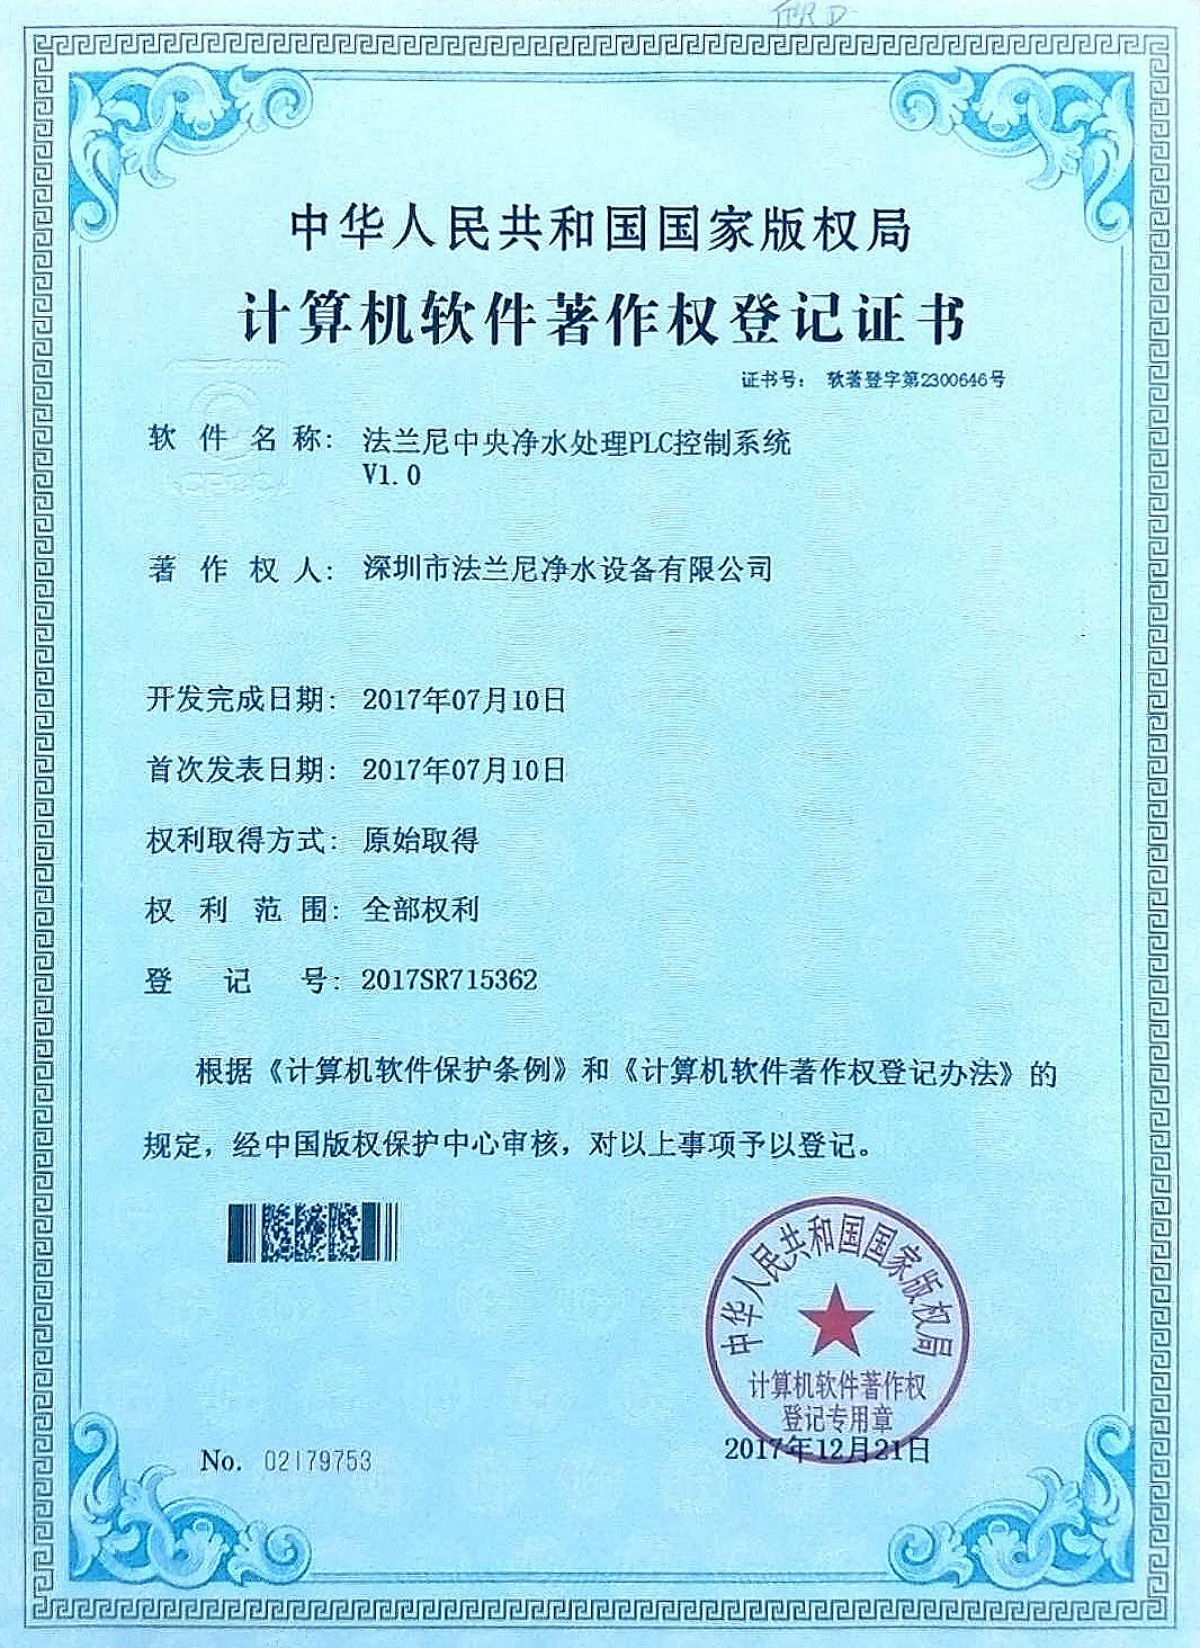 中华人民共和国国家版权局
计算机软件著作权登记证书
证书号： 软著登字第2300646号
软件名称： 法兰尼中央净水处理PLC控制系统
V1.0
著作权人： 深圳市法兰尼净水设备有限公司
开发完成日期： 2017年07月10日
首次发表日期： 2017年07月10日
权利取得方式： 原始取得
权利范围： 全部权利
登记号： 2017SR715362
根据《计算机软件保护条例》和《计算机软件著作权登记办法》的
规定，经中国版权保护中心审核，对以上事项予以登记。
中华人民共和国国家版权局
计算机软件著作权
登记专用章
2017年12月21日
No. 02179753